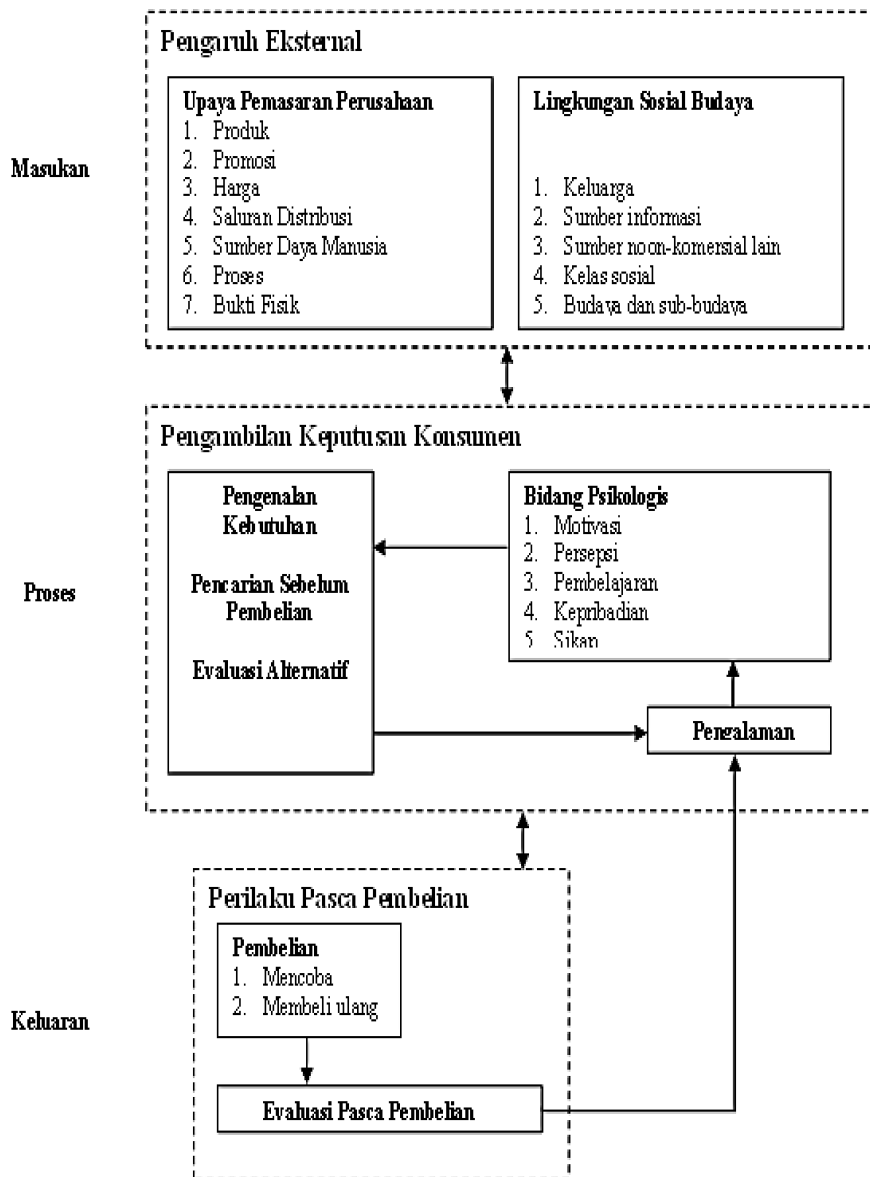 Pengaruh Eksternal
Upaya Pemasaran Perusahaan
1. Produk
2. Promosi
3. Harga
4. Saluran Distribusi
5. Sumber Daya Manusia
6. Proses
7. Bukti Fisik
Lingkungan Sosial Budaya
1. Keluarga
2. Sumber informasi
3. Sumber noon-komersial lain
4. Kelas sosial
5. Budaya dan sub-budaya
Masukan
Pengambilan Keputusan Konsumen
Pengenalan
Kebutuhan
Pencarian Sebelum
Pembelian
Evaluasi Alternatif
Bidang Psikologis
1. Motivasi
2. Persepsi
3. Pembelajaran
4. Kepribadian
5. Sikap
Pengalaman
Proses
Perilaku Pasca Pembelian
Pembelian
1. Mencoba
2. Membeli ulang
Evaluasi Pasca Pembelian
Keluaran